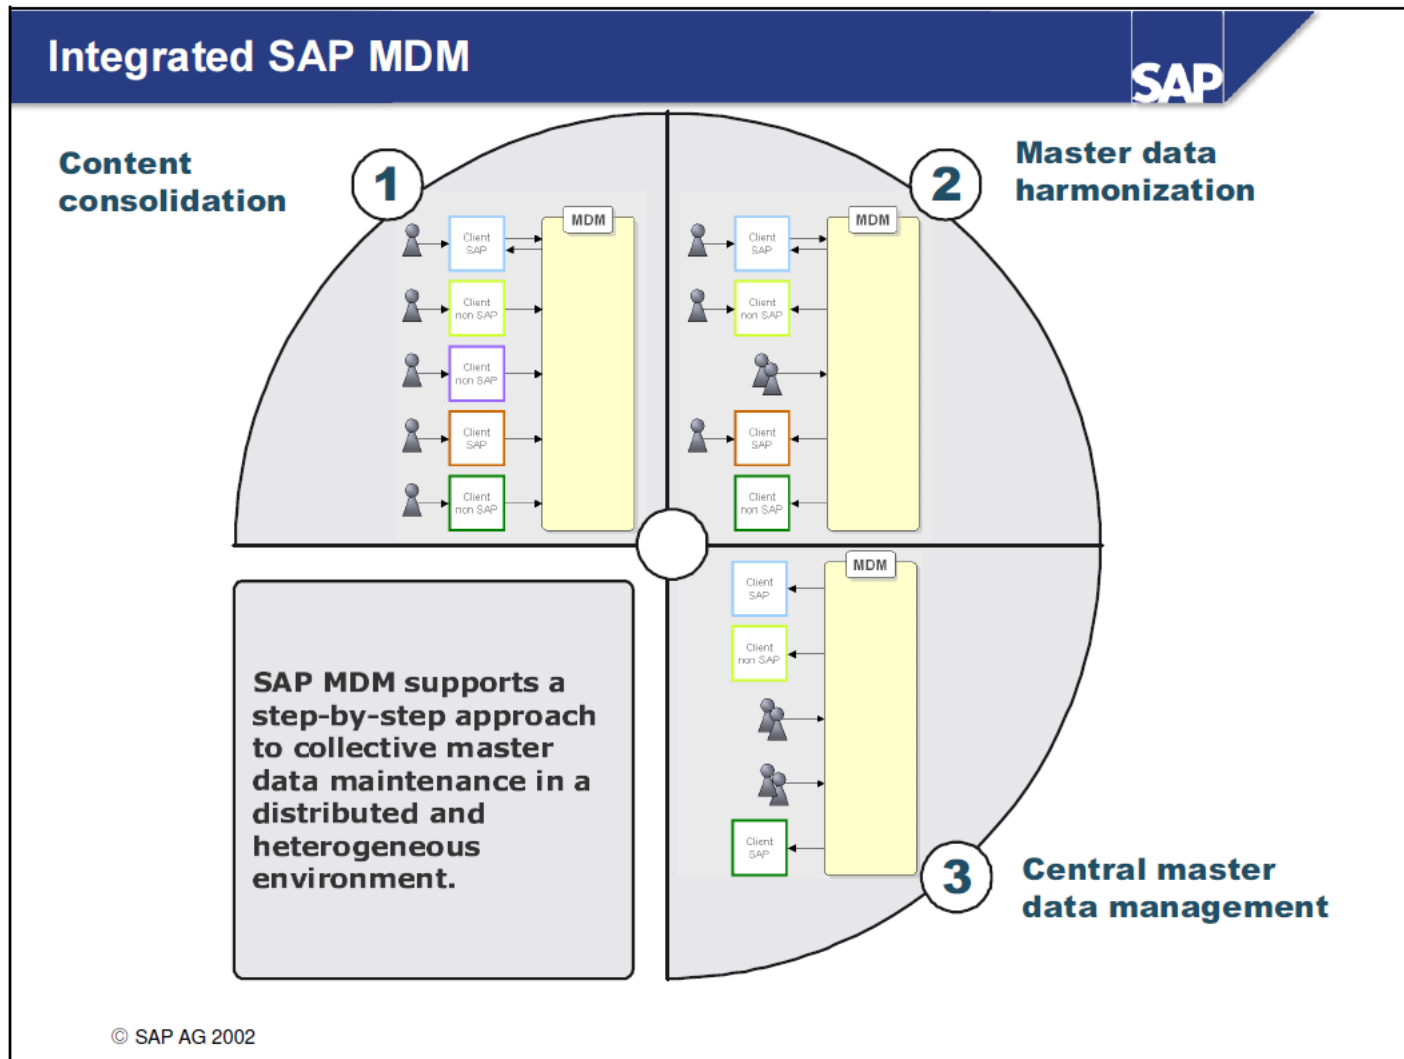 Integrated SAP MDM
SAP
Content
consolidation
1
2
Master data
harmonization
MDM
Client
SAP
Client
non SAP
Client
non SAP
Client
SAP
Client
non SAP
MDM
Client
SAP
Client
non SAP
Client
SAP
Client
non SAP
MDM
Client
SAP
Client
non SAP
Client
SAP
SAP MDM supports a
step-by-step approach
to collective master
data maintenance in a
distributed and
heterogeneous
environment.
3
Central master
data management
© SAP AG 2002